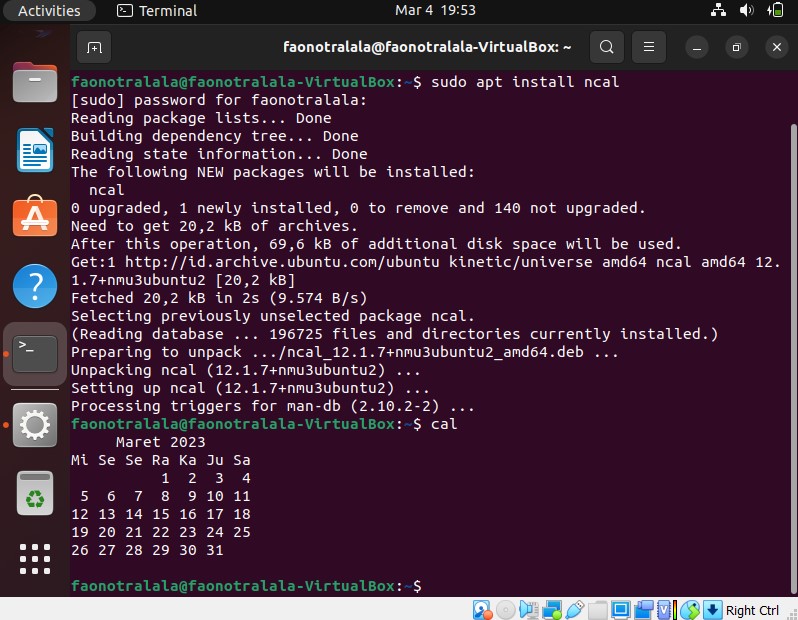 Activities
Terminal
Mar 4  19:53
faonotralala@faonotralala-VirtualBox: ~
faonotralala@faonotralala-VirtualBox:~$ sudo apt install ncal
[sudo] password for faonotralala:
Reading package lists... Done
Building dependency tree... Done
Reading state information... Done
The following NEW packages will be installed:
  ncal
0 upgraded, 1 newly installed, 0 to remove and 140 not upgraded.
Need to get 20,2 kB of archives.
After this operation, 69,6 kB of additional disk space will be used.
Get:1 http://id.archive.ubuntu.com/ubuntu kinetic/universe amd64 ncal amd64 12.
1.7+nmu3ubuntu2 [20,2 kB]
Fetched 20,2 kB in 2s (9.574 B/s)
Selecting previously unselected package ncal.
(Reading database ... 196725 files and directories currently installed.)
Preparing to unpack .../ncal_12.1.7+nmu3ubuntu2_amd64.deb ...
Unpacking ncal (12.1.7+nmu3ubuntu2) ...
Setting up ncal (12.1.7+nmu3ubuntu2) ...
Processing triggers for man-db (2.10.2-2) ...
faonotralala@faonotralala-VirtualBox:~$ cal
     Maret 2023
Mi Se Se Ra Ka Ju Sa
          1  2  3  4
 5  6  7  8  9 10 11
12 13 14 15 16 17 18
19 20 21 22 23 24 25
26 27 28 29 30 31
faonotralala@faonotralala-VirtualBox:~$
Right Ctrl